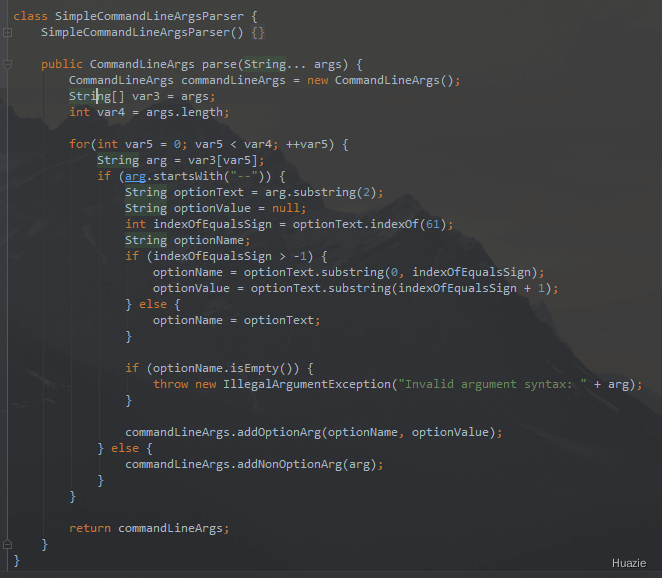 class SimpleCommandLineArgsParser {
    SimpleCommandLineArgsParser() {}

    public CommandLineArgs parse(String... args) {
        CommandLineArgs commandLineArgs = new CommandLineArgs();
        String[] var3 = args;
        int var4 = args.length;

        for(int var5 = 0; var5 < var4; ++var5) {
            String arg = var3[var5];
            if (arg.startsWith("--")) {
                String optionText = arg.substring(2);
                String optionValue = null;
                int indexOfEqualsSign = optionText.indexOf(61);
                String optionName;
                if (indexOfEqualsSign > -1) {
                    optionName = optionText.substring(0, indexOfEqualsSign);
                    optionValue = optionText.substring(indexOfEqualsSign + 1);
                } else {
                    optionName = optionText;
                }

                if (optionName.isEmpty()) {
                    throw new IllegalArgumentException("Invalid argument syntax: " + arg);
                }

                commandLineArgs.addOptionArg(optionName, optionValue);
            } else {
                commandLineArgs.addNonOptionArg(arg);
            }
        }

        return commandLineArgs;
    }
}
Huazie